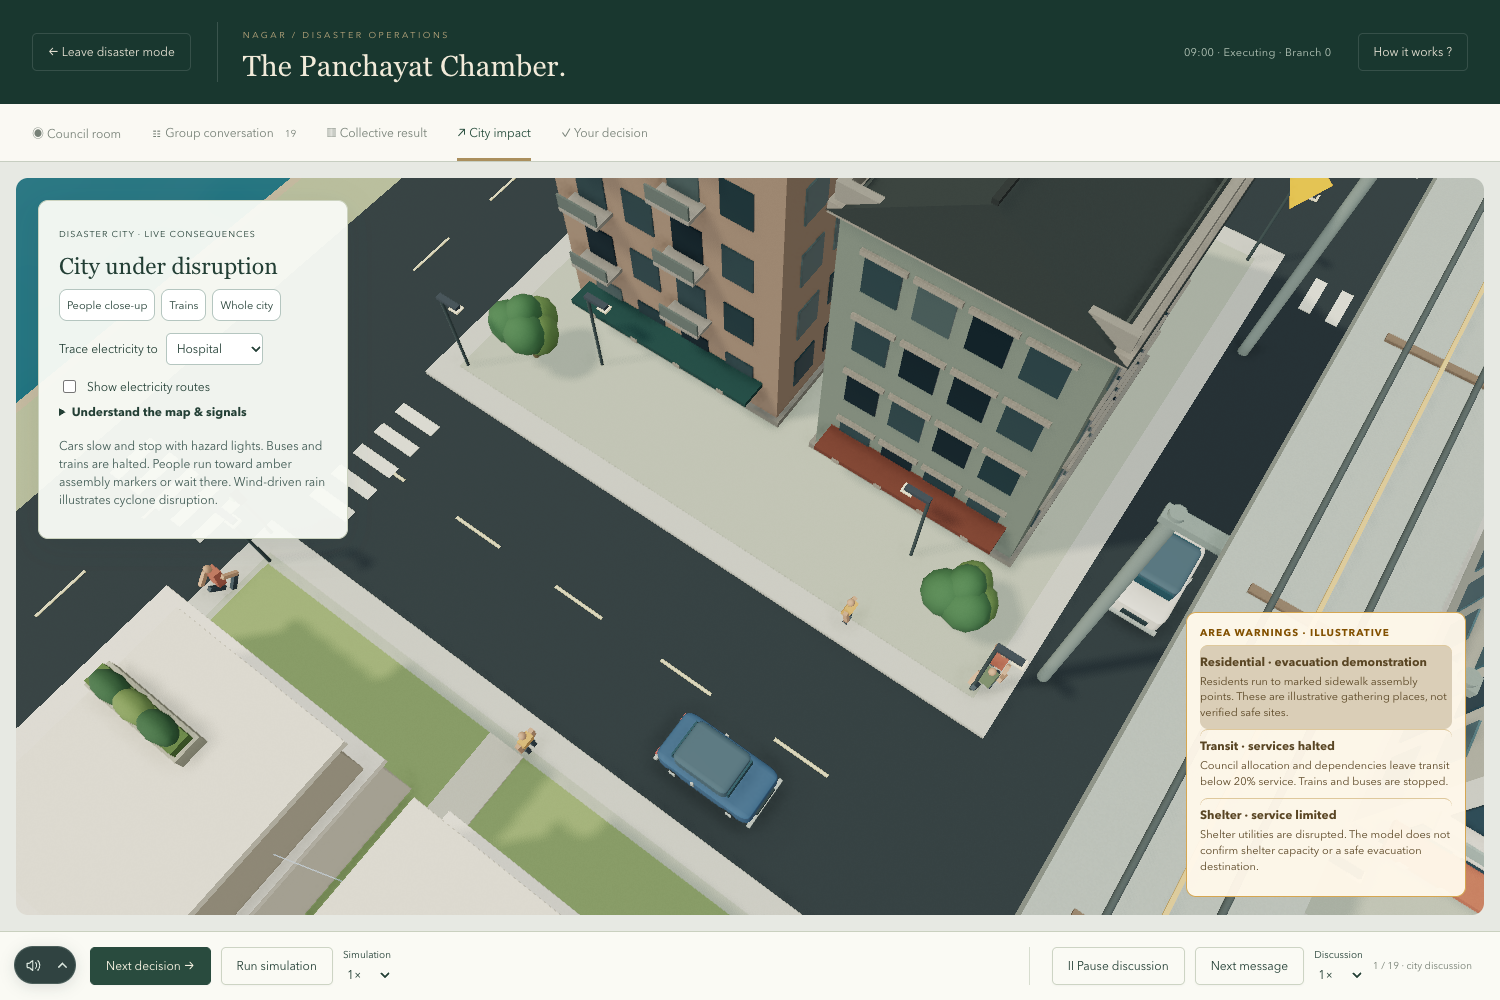 ← Leave disaster mode
NAGAR / DISASTER OPERATIONS
The Panchayat Chamber.
09:00 · Executing · Branch 0
How it works ?
Council room
Group conversation 19
Collective result
↗ City impact
✓ Your decision
DISASTER CITY · LIVE CONSEQUENCES
City under disruption
People close-up
Trains
Whole city
Trace electricity to
Hospital
Show electricity routes
Understand the map & signals
Cars slow and stop with hazard lights. Buses and
trains are halted. People run toward amber
assembly markers or wait there. Wind-driven rain
illustrates cyclone disruption.
AREA WARNINGS · ILLUSTRATIVE
Residential · evacuation demonstration
Residents run to marked sidewalk assembly
points. These are illustrative gathering places, not
verified safe sites.
Transit · services halted
Council allocation and dependencies leave transit
below 20% service. Trains and buses are stopped.
Shelter · service limited
Shelter utilities are disrupted. The model does not
confirm shelter capacity or a safe evacuation
destination.
Next decision →
Run simulation
Simulation
1×
II Pause discussion
Next message
Discussion
1×
1 / 19 · city discussion